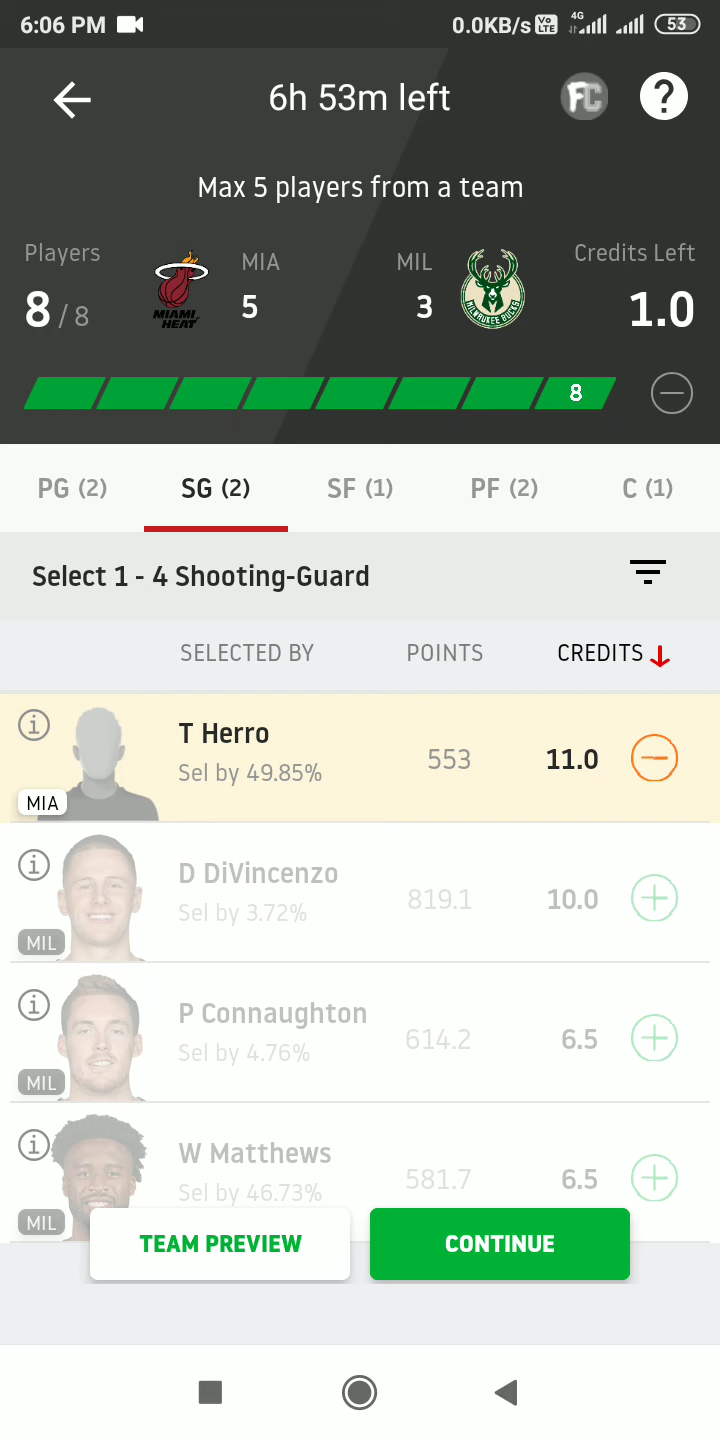 6:06 PM 0.0KB/s Vo LTE 4G 53
6h 53m left FC ?
Max 5 players from a team
Players MIA MIL Credits Left
8 / 8 MIAMI HEAT 5 3 MILWAUKEE BUCKS 1.0
8
PG (2) SG (2) SF (1) PF (2) C (1)
Select 1 - 4 Shooting-Guard
SELECTED BY POINTS CREDITS
T Herro
Sel by 49.85% 553 11.0
MIA
D DiVincenzo
Sel by 3.72% 819.1 10.0
MIL
P Connaughton
Sel by 4.76% 614.2 6.5
MIL
W Matthews
Sel by 46.73% 581.7 6.5
MIL
TEAM PREVIEW CONTINUE